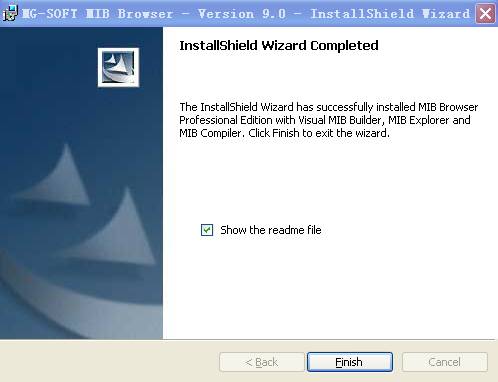 MG-SOFT MIB Browser - Version 9.0 - InstallShield Wizard
InstallShield Wizard Completed
The InstallShield Wizard has successfully installed MIB Browser
Professional Edition with Visual MIB Builder, MIB Explorer and
MIB Compiler. Click Finish to exit the wizard.
Show the readme file
< Back
Finish
Cancel